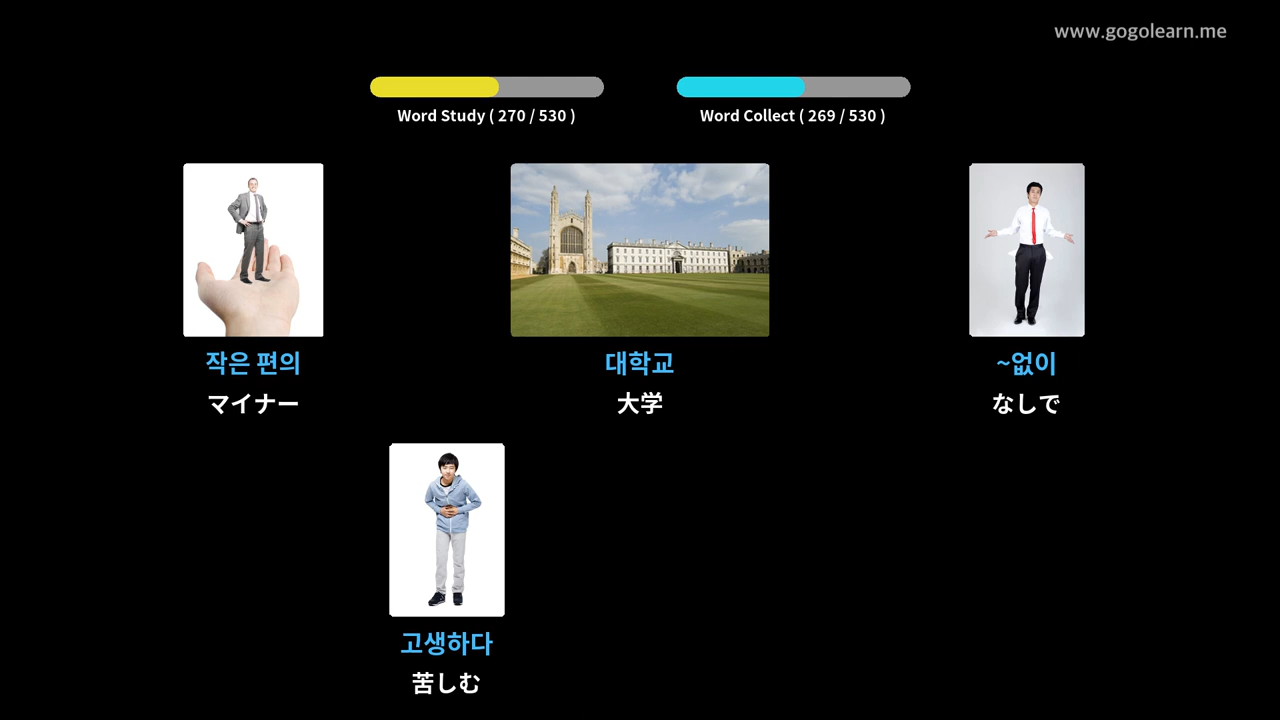 www.gogolearn.me
Word Study ( 270 / 530 )
Word Collect ( 269 / 530 )
작은 편의
マイナー
대학교
大学
~없이
なしで
고생하다
苦しむ